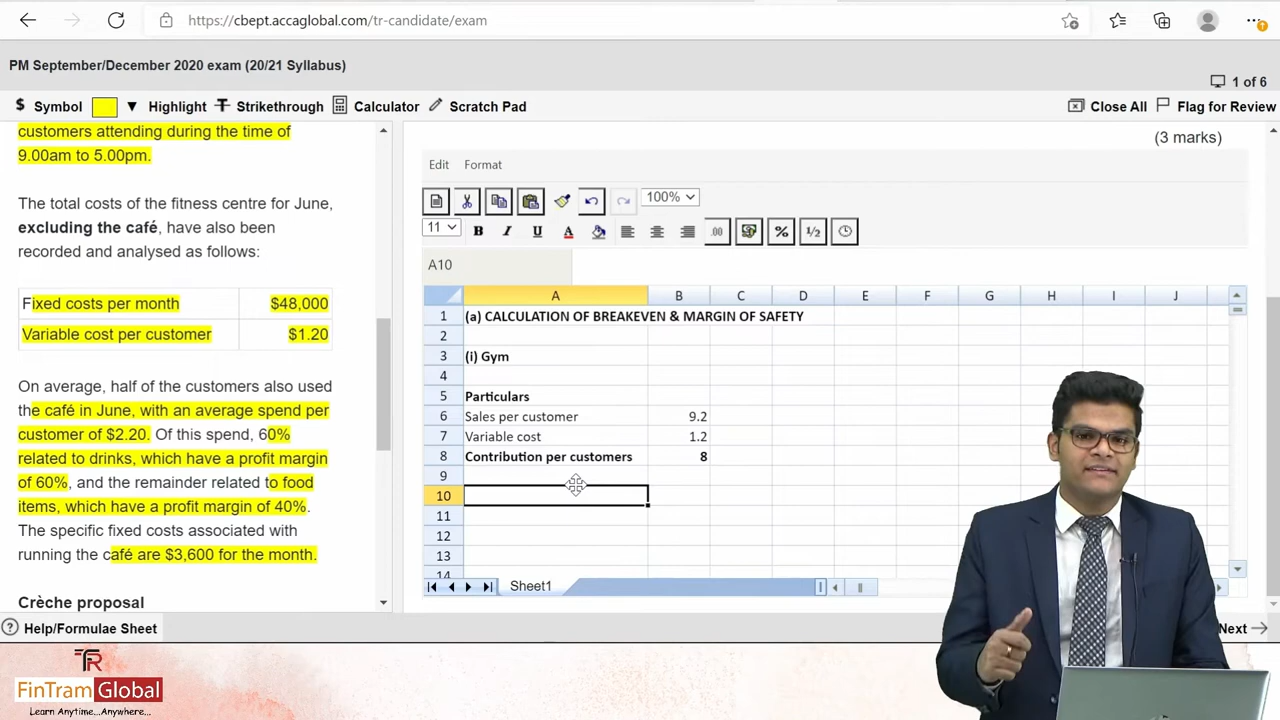 https://cbept.accaglobal.com/tr-candidate/exam
PM September/December 2020 exam (20/21 Syllabus)
1 of 6
$ Symbol Highlight Strikethrough Calculator Scratch Pad Close All Flag for Review
customers attending during the time of
9.00am to 5.00pm.
The total costs of the fitness centre for June,
excluding the café, have also been
recorded and analysed as follows:
Fixed costs per month $48,000
Variable cost per customer $1.20
On average, half of the customers also used
the café in June, with an average spend per
customer of $2.20. Of this spend, 60%
related to drinks, which have a profit margin
of 60%, and the remainder related to food
items, which have a profit margin of 40%.
The specific fixed costs associated with
running the café are $3,600 for the month.
Crèche proposal
(3 marks)
Edit Format
100%
11 B I U A .00 % 1/2
A10
A B C D E F G H I J
1 (a) CALCULATION OF BREAKEVEN & MARGIN OF SAFETY
2
3 (i) Gym
4
5 Particulars
6 Sales per customer 9.2
7 Variable cost 1.2
8 Contribution per customers 8
9
10
11
12
13
14
Sheet1
Help/Formulae Sheet
Next
FinTram Global
Learn Anytime...Anywhere...